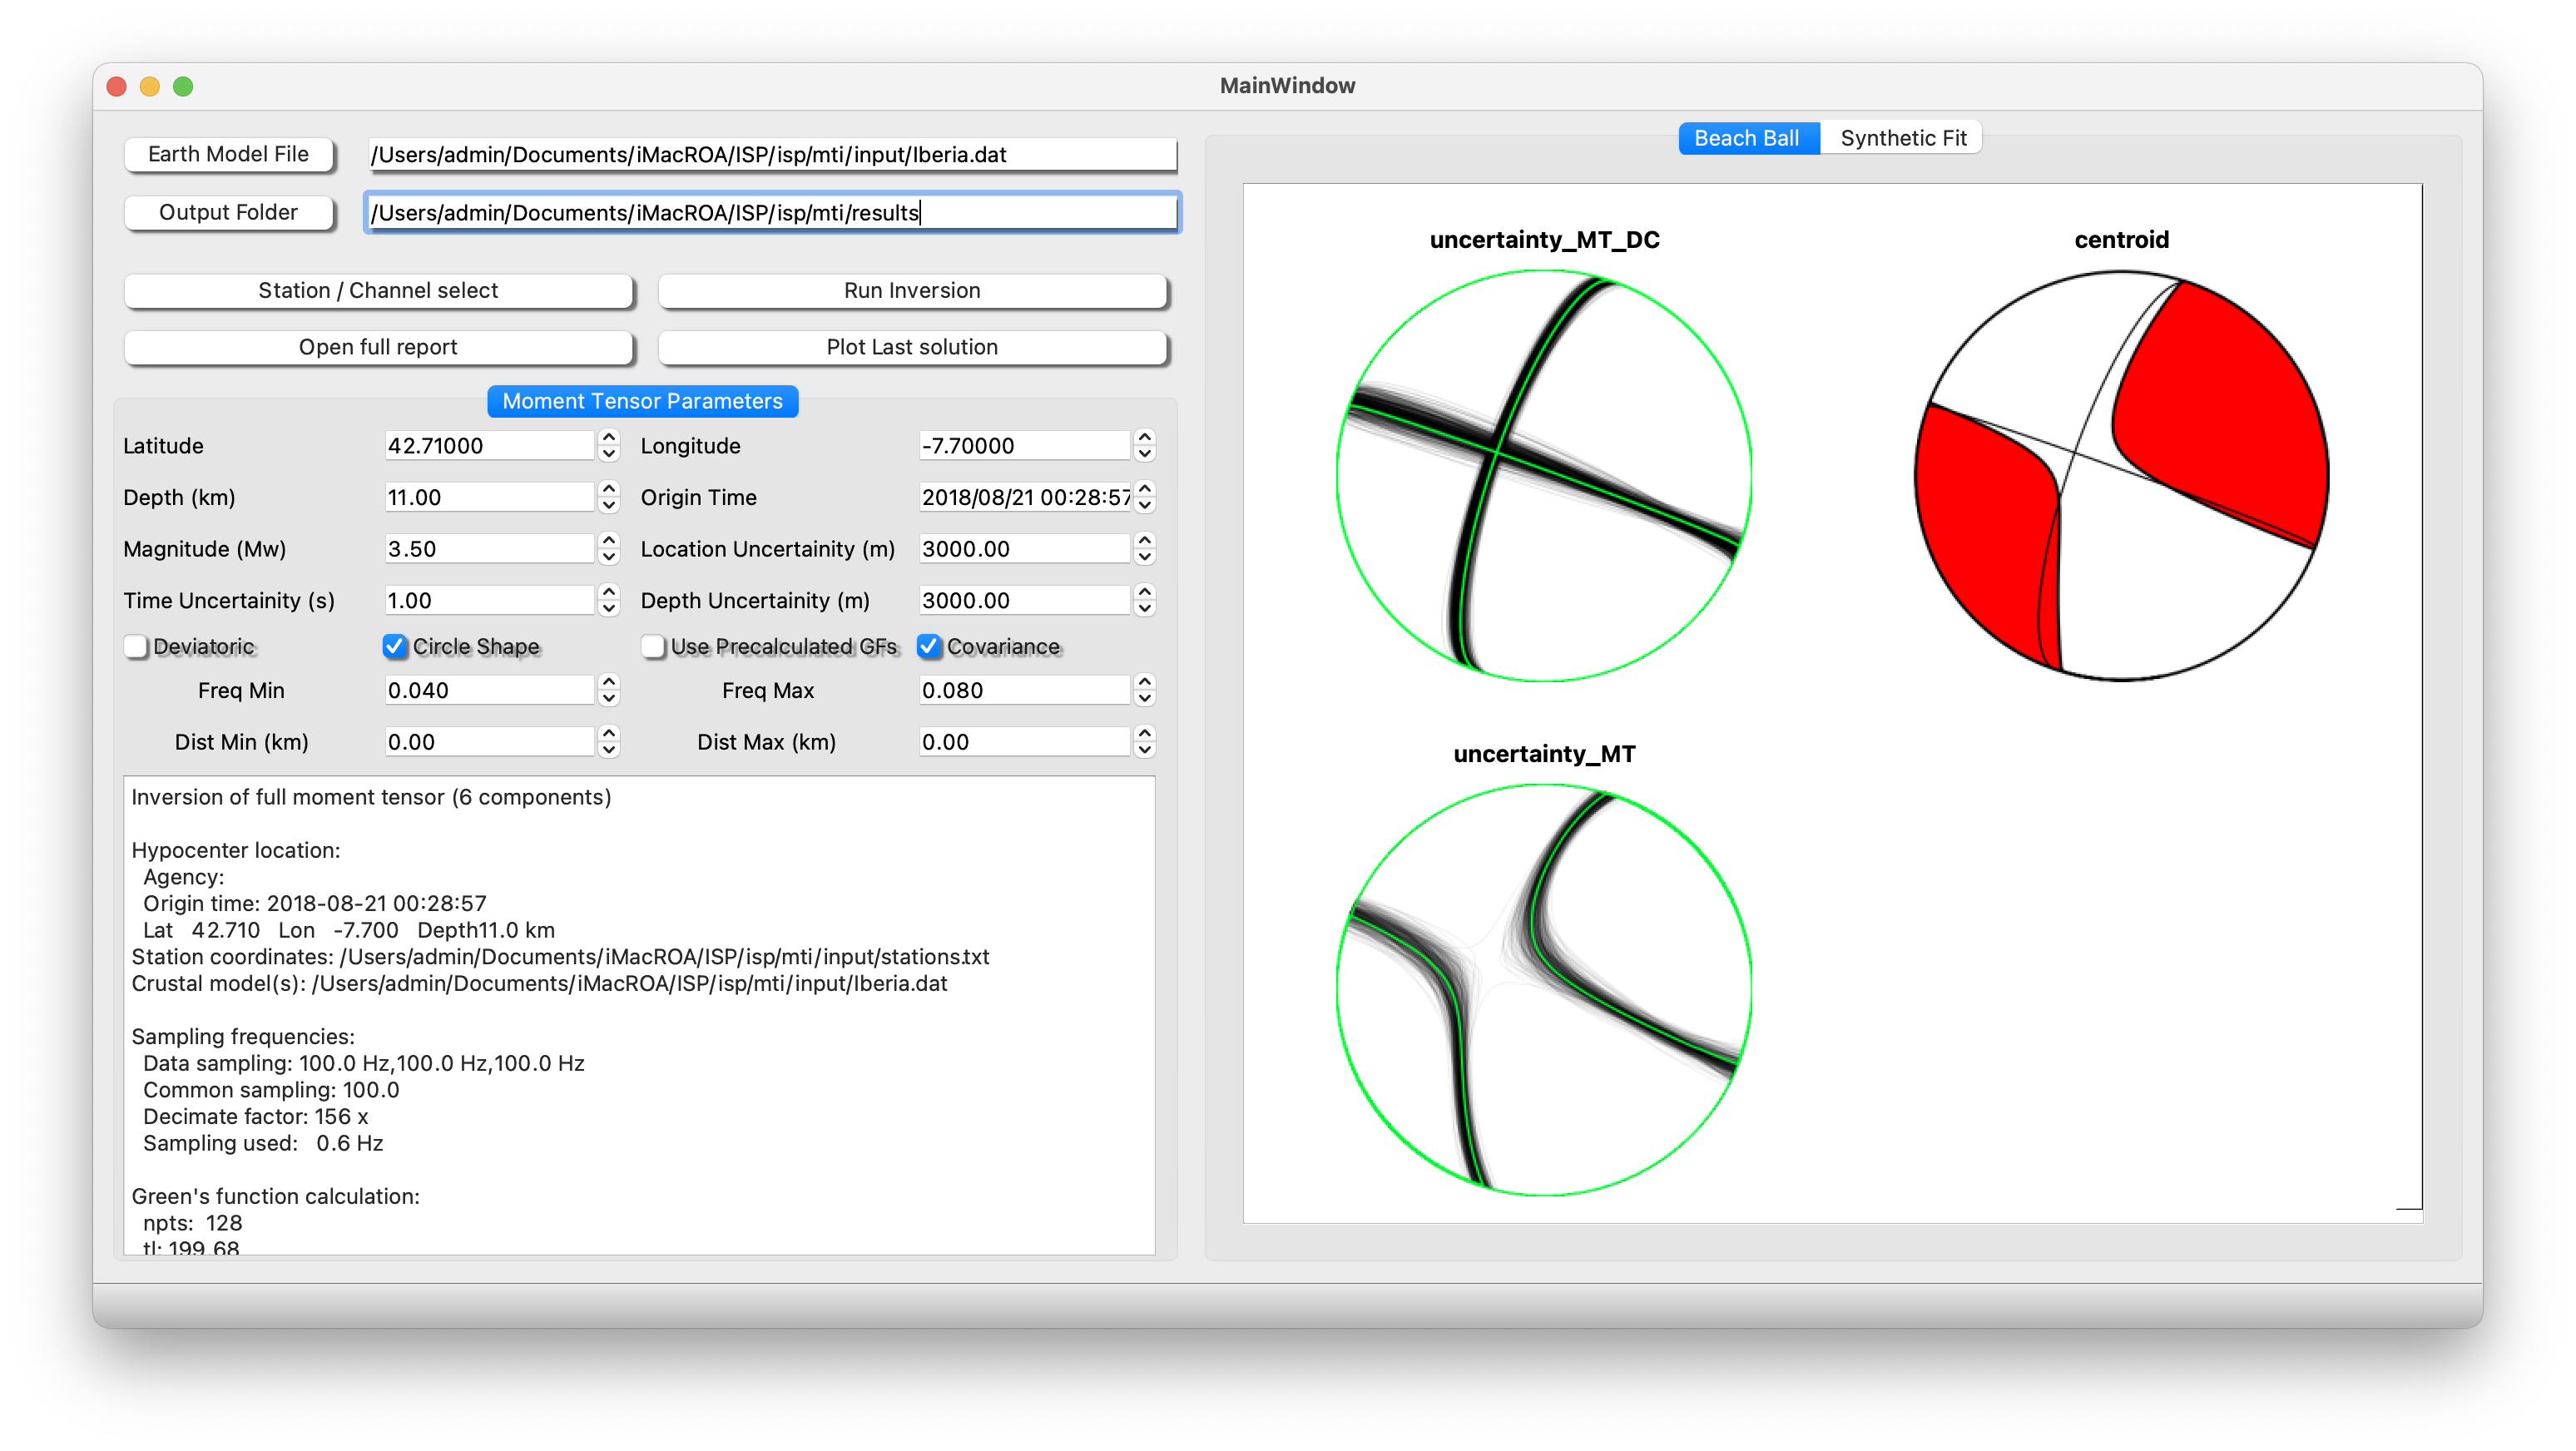 MainWindow
Earth Model File
/Users/admin/Documents/iMacROA/ISP/isp/mti/input/Iberia.dat
Output Folder
/Users/admin/Documents/iMacROA/ISP/isp/mti/results
Station / Channel select
Run Inversion
Open full report
Plot Last solution
Moment Tensor Parameters
Latitude 42.71000 Longitude -7.70000
Depth (km) 11.00 Origin Time 2018/08/21 00:28:57
Magnitude (Mw) 3.50 Location Uncertainity (m) 3000.00
Time Uncertainity (s) 1.00 Depth Uncertainity (m) 3000.00
Deviatoric Circle Shape Use Precalculated GFs Covariance
Freq Min 0.040 Freq Max 0.080
Dist Min (km) 0.00 Dist Max (km) 0.00
Inversion of full moment tensor (6 components)
Hypocenter location:
Agency:
Origin time: 2018-08-21 00:28:57
Lat 42.710 Lon -7.700 Depth11.0 km
Station coordinates: /Users/admin/Documents/iMacROA/ISP/isp/mti/input/stations.txt
Crustal model(s): /Users/admin/Documents/iMacROA/ISP/isp/mti/input/Iberia.dat
Sampling frequencies:
Data sampling: 100.0 Hz,100.0 Hz,100.0 Hz
Common sampling: 100.0
Decimate factor: 156 x
Sampling used: 0.6 Hz
Green's function calculation:
npts: 128
tl: 199.68
Beach Ball
Synthetic Fit
uncertainty_MT_DC
centroid
uncertainty_MT